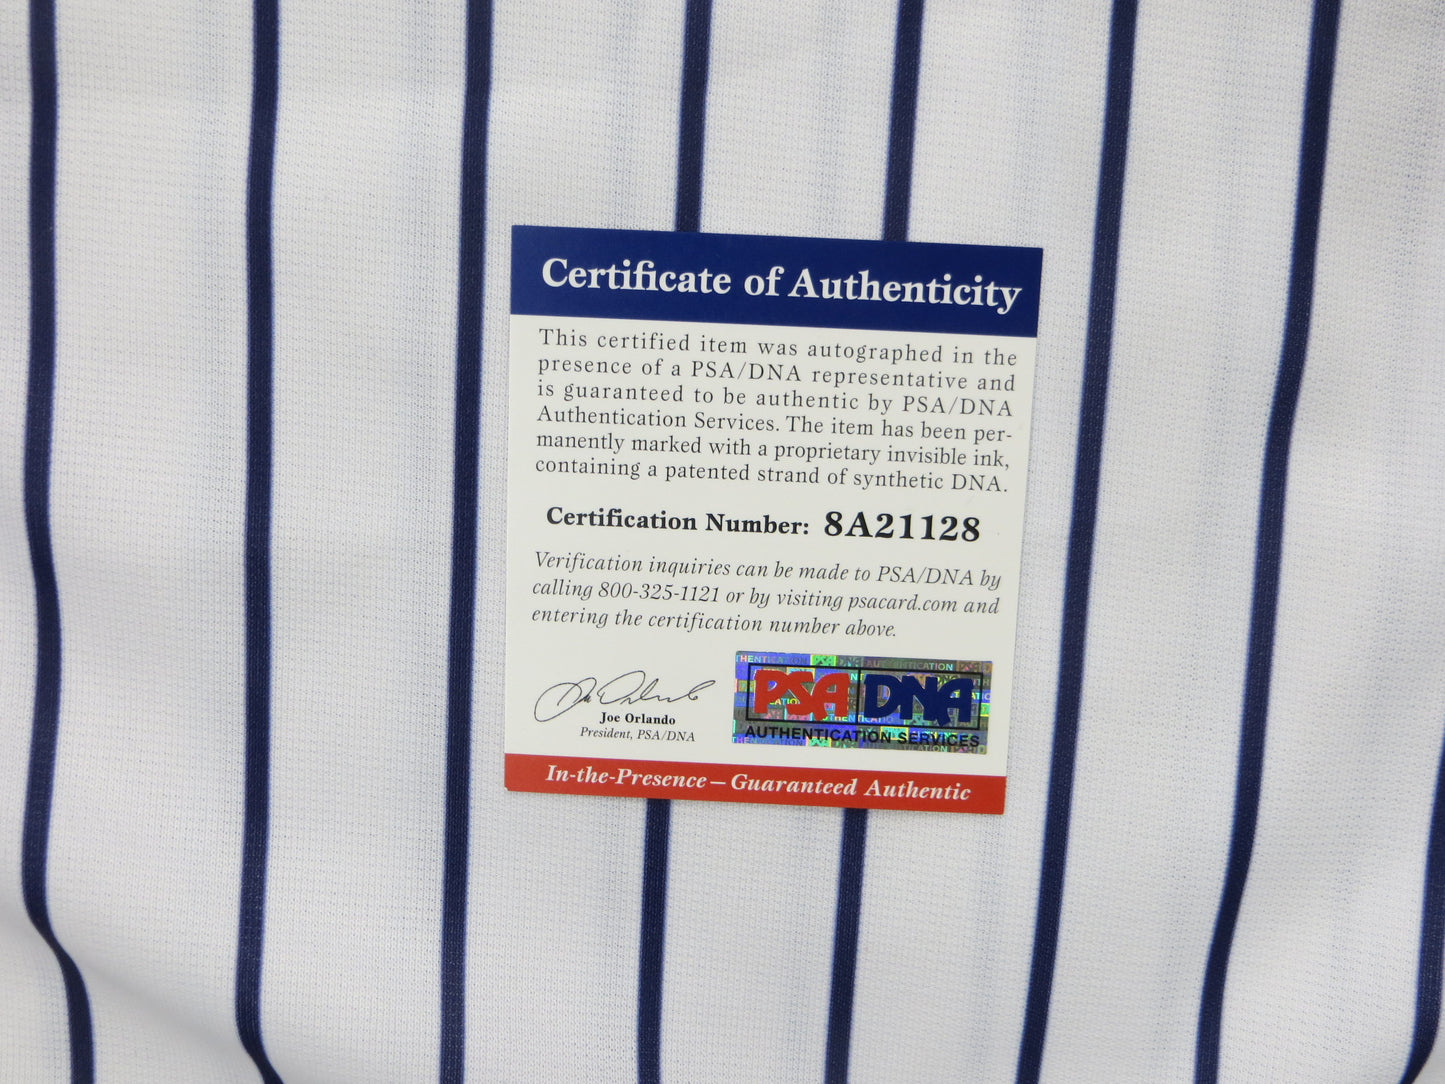 Certificate of Authenticity
This certified item was autographed in the
presence of a PSA/DNA representative and
is guaranteed to be authentic by PSA/DNA
Authentication Services. The item has been per-
manently marked with a proprietary invisible ink,
containing a patented strand of synthetic DNA.
Certification Number: 8A21128
Verification inquiries can be made to PSA/DNA by
calling 800-325-1121 or by visiting psacard.com and
entering the certification number above.
Joe Orlando
President, PSA/DNA
PSA DNA
AUTHENTICATION SERVICES
In-the-Presence – Guaranteed Authentic